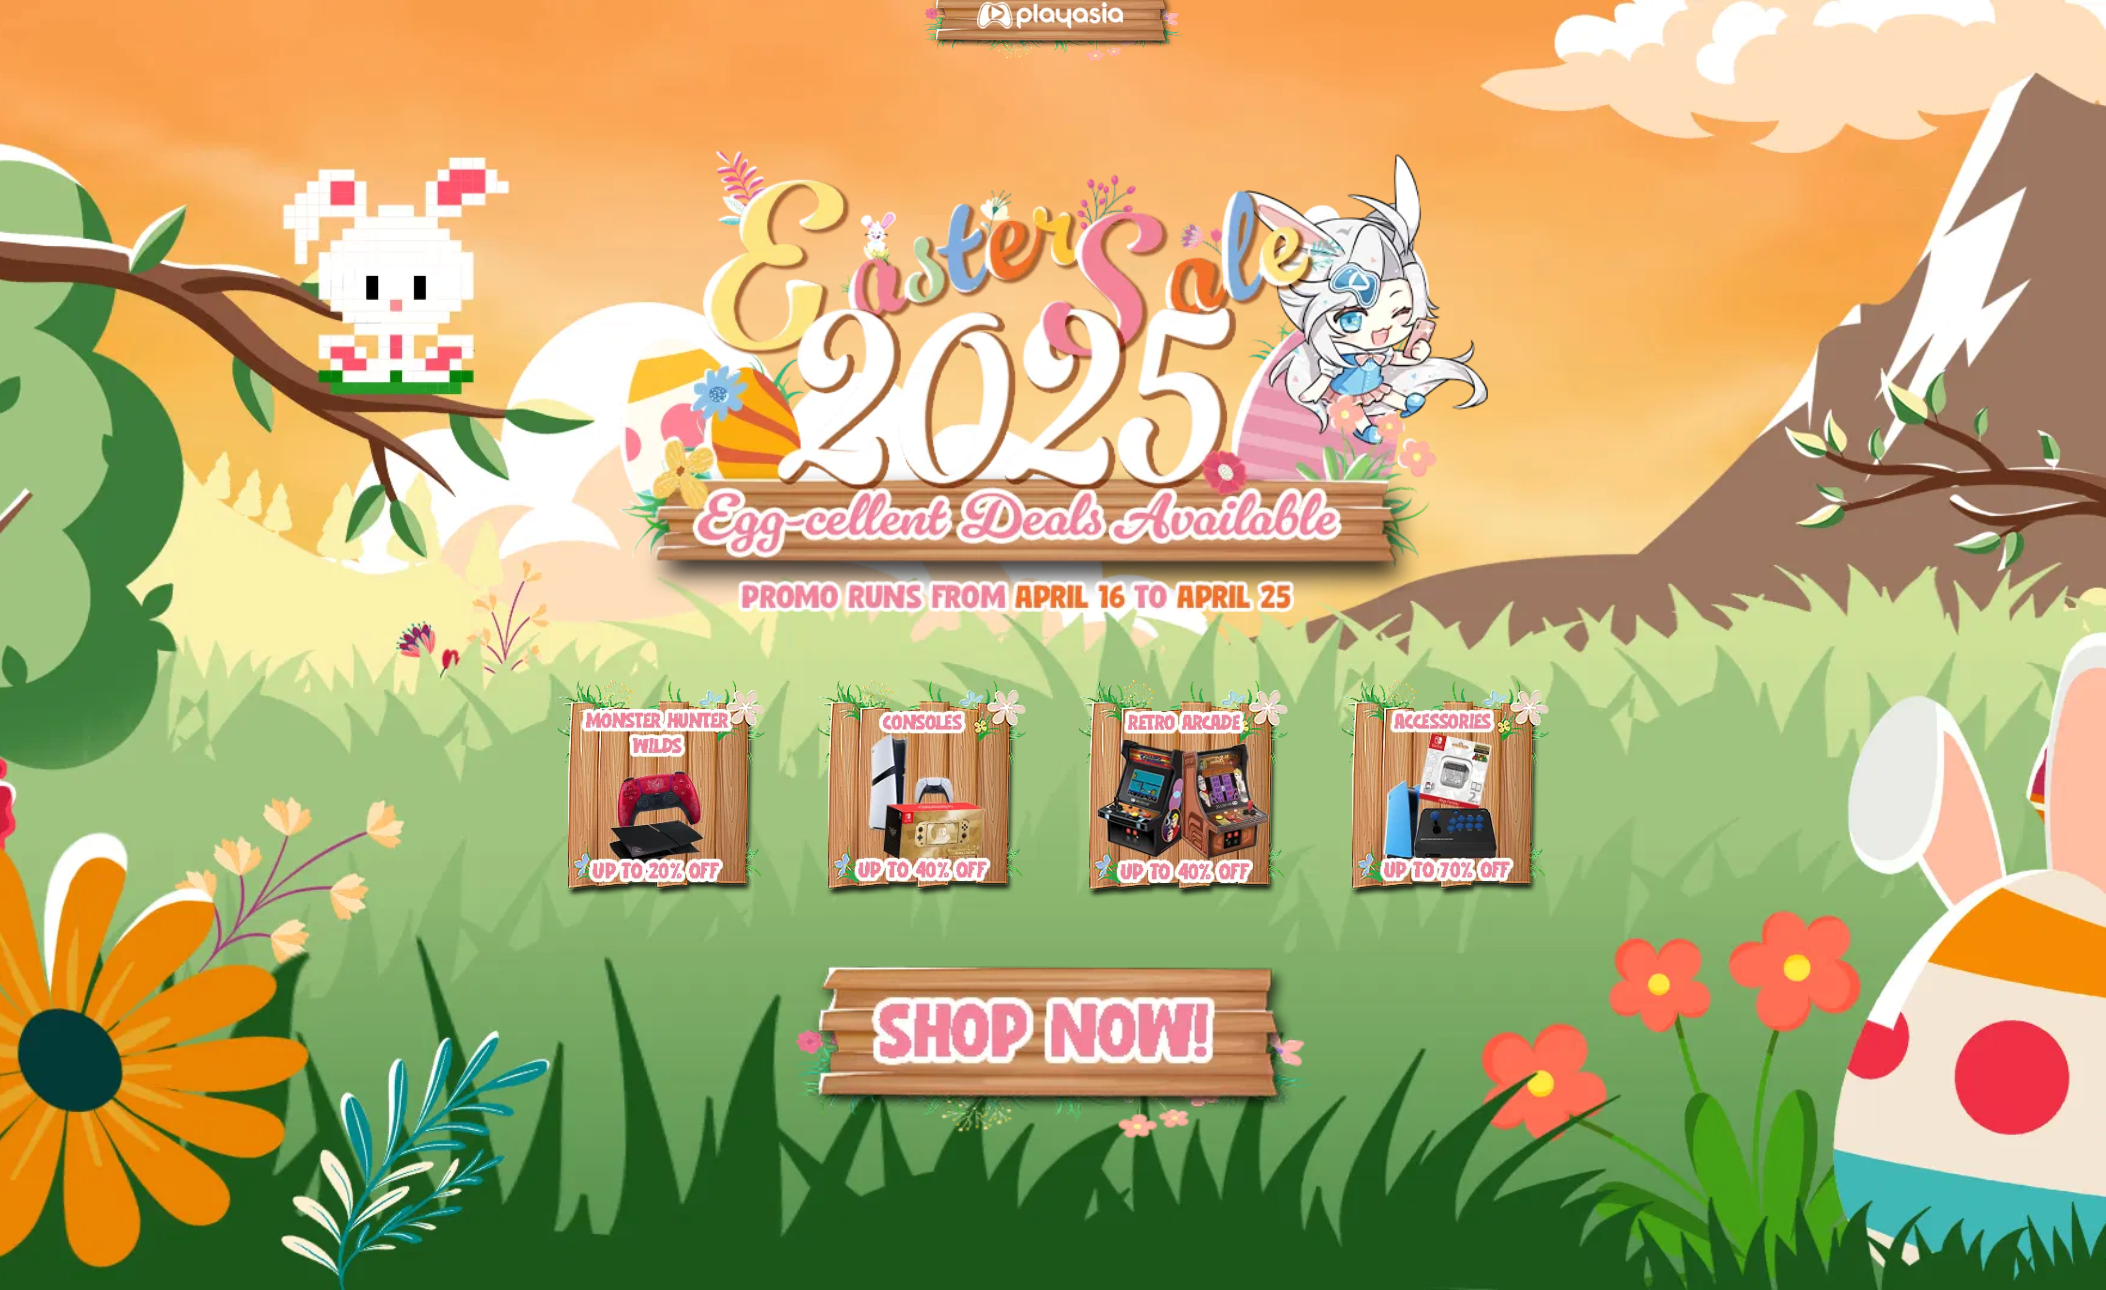 playasia
Easter Sale
2025
Egg-cellent Deals Available
PROMO RUNS FROM APRIL 16 TO APRIL 25
MONSTER HUNTER
WILDS
UP TO 20% OFF
CONSOLES
UP TO 40% OFF
RETRO ARCADE
UP TO 40% OFF
ACCESSORIES
UP TO 70% OFF
SHOP NOW!